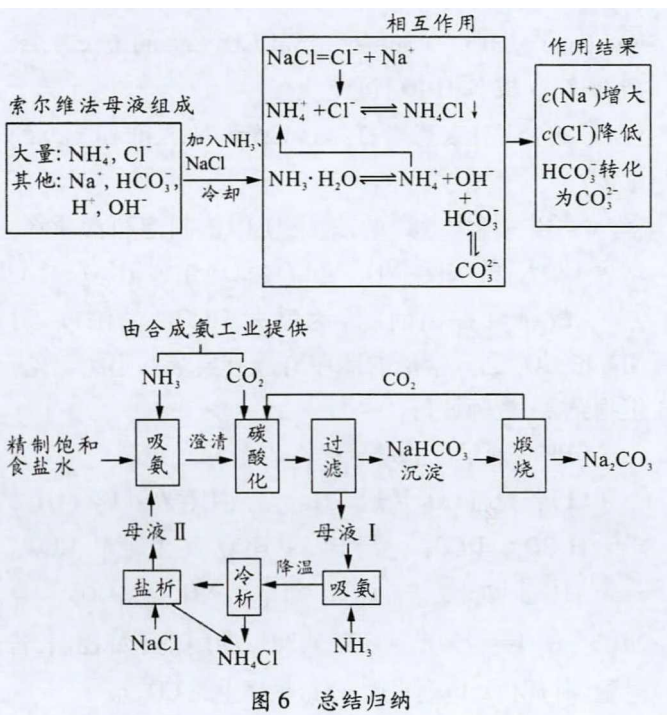 相互作用
NaCl=Cl⁻+Na⁺
NH₄⁺+Cl⁻⇌NH₄Cl↓
NH₃·H₂O⇌NH₄⁺+OH⁻
+
HCO₃⁻
⇌
CO₃²⁻
索尔维法母液组成
大量: NH₄⁺, Cl⁻
其他: Na⁺, HCO₃⁻,
H⁺, OH⁻
加入NH₃、
NaCl
冷却
作用结果
c(Na⁺)增大
c(Cl⁻)降低
HCO₃⁻转化
为CO₃²⁻
由合成氨工业提供
NH₃
CO₂
CO₂
精制饱和
食盐水
吸氨
澄清
碳酸化
过滤
NaHCO₃
沉淀
煅烧
Na₂CO₃
母液Ⅱ
母液Ⅰ
盐析
冷析
降温
吸氨
NaCl
NH₄Cl
NH₃
图6 总结归纳